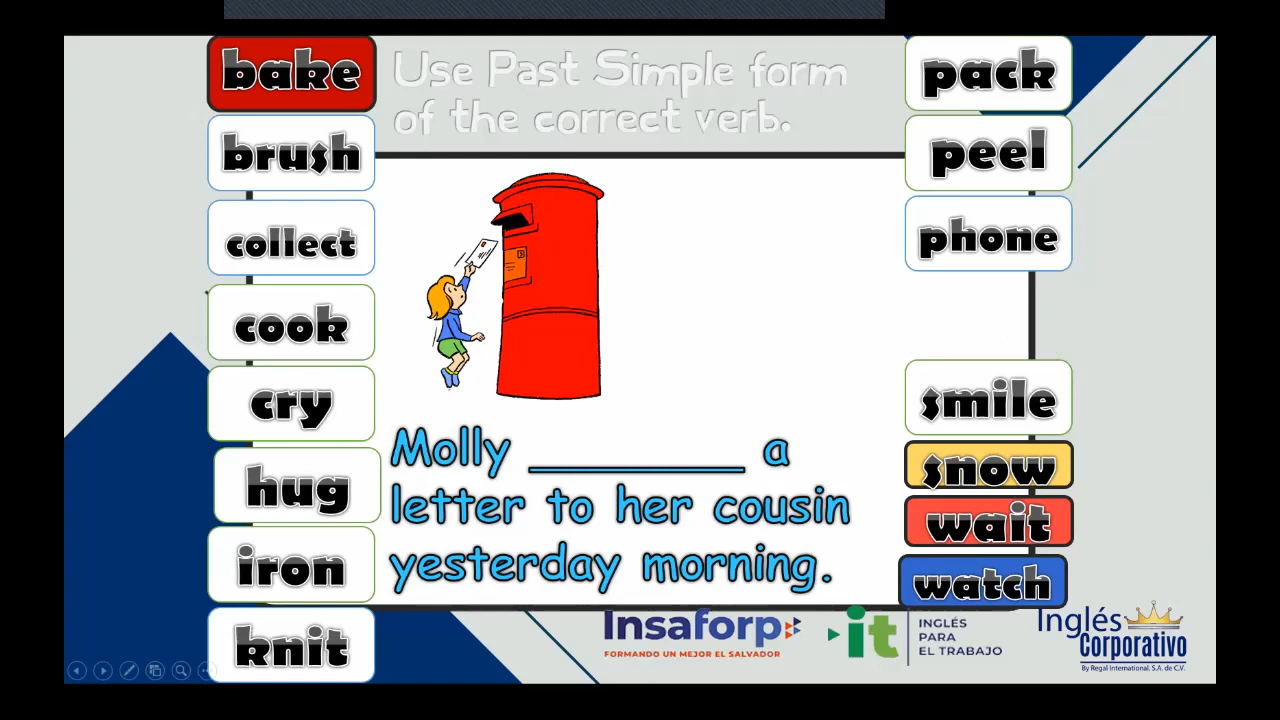 bake
Use Past Simple form
of the correct verb.
pack
brush
peel
collect
phone
cook
cry
smile
hug
snow
iron
wait
knit
watch
Molly __________ a
letter to her cousin
yesterday morning.
Insaforp
FORMANDO UN MEJOR EL SALVADOR
it
INGLÉS
PARA
EL TRABAJO
Inglés
Corporativo
By Regal International, S.A. de C.V.